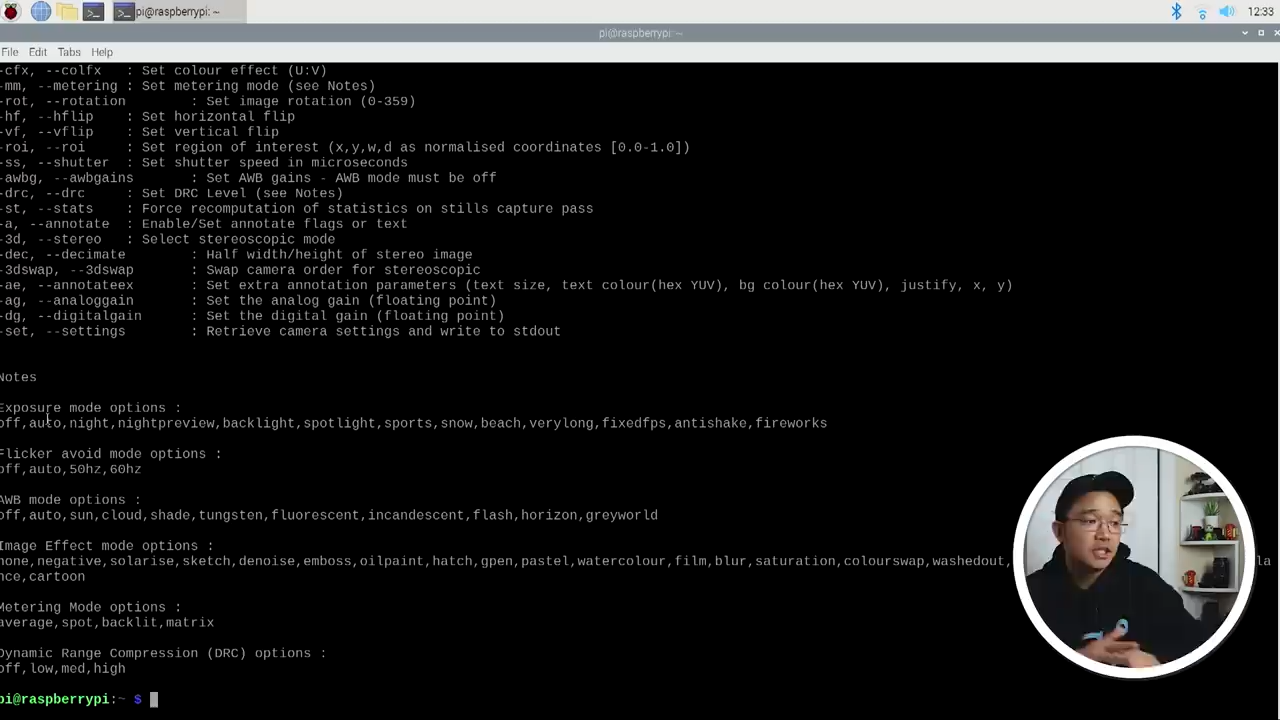 pi@raspberrypi: ~
12:33
pi@raspberrypi: ~
File Edit Tabs Help
-cfx, --colfx : Set colour effect (U:V)
-mm, --metering : Set metering mode (see Notes)
-rot, --rotation : Set image rotation (0-359)
-hf, --hflip : Set horizontal flip
-vf, --vflip : Set vertical flip
-roi, --roi : Set region of interest (x,y,w,d as normalised coordinates [0.0-1.0])
-ss, --shutter : Set shutter speed in microseconds
-awbg, --awbgains : Set AWB gains - AWB mode must be off
-drc, --drc : Set DRC Level (see Notes)
-st, --stats : Force recomputation of statistics on stills capture pass
-a, --annotate : Enable/Set annotate flags or text
-3d, --stereo : Select stereoscopic mode
-dec, --decimate : Half width/height of stereo image
-3dswap, --3dswap : Swap camera order for stereoscopic
-ae, --annotateex : Set extra annotation parameters (text size, text colour(hex YUV), bg colour(hex YUV), justify, x, y)
-ag, --analoggain : Set the analog gain (floating point)
-dg, --digitalgain : Set the digital gain (floating point)
-set, --settings : Retrieve camera settings and write to stdout
Notes
Exposure mode options :
off,auto,night,nightpreview,backlight,spotlight,sports,snow,beach,verylong,fixedfps,antishake,fireworks
Flicker avoid mode options :
off,auto,50hz,60hz
AWB mode options :
off,auto,sun,cloud,shade,tungsten,fluorescent,incandescent,flash,horizon,greyworld
Image Effect mode options :
none,negative,solarise,sketch,denoise,emboss,oilpaint,hatch,gpen,pastel,watercolour,film,blur,saturation,colourswap,washedout, la
nce,cartoon
Metering Mode options :
average,spot,backlit,matrix
Dynamic Range Compression (DRC) options :
off,low,med,high
pi@raspberrypi:~ $